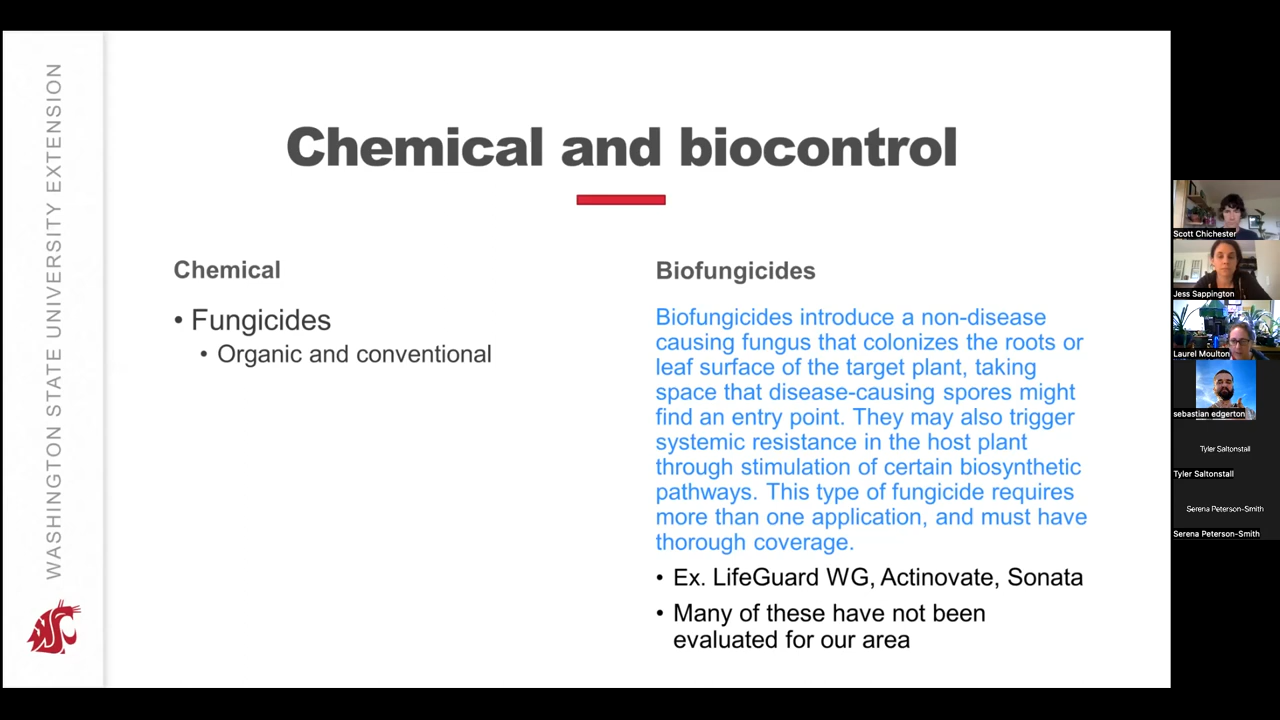 WASHINGTON STATE UNIVERSITY EXTENSION
Chemical and biocontrol
Chemical
• Fungicides
• Organic and conventional
Biofungicides
Biofungicides introduce a non-disease
causing fungus that colonizes the roots or
leaf surface of the target plant, taking
space that disease-causing spores might
find an entry point. They may also trigger
systemic resistance in the host plant
through stimulation of certain biosynthetic
pathways. This type of fungicide requires
more than one application, and must have
thorough coverage.
• Ex. LifeGuard WG, Actinovate, Sonata
• Many of these have not been
evaluated for our area
Scott Chichester
Jess Sappington
Laurel Moulton
sebastian edgerton
Tyler Saltonstall
Tyler Saltonstall
Serena Peterson-Smith
Serena Peterson-Smith